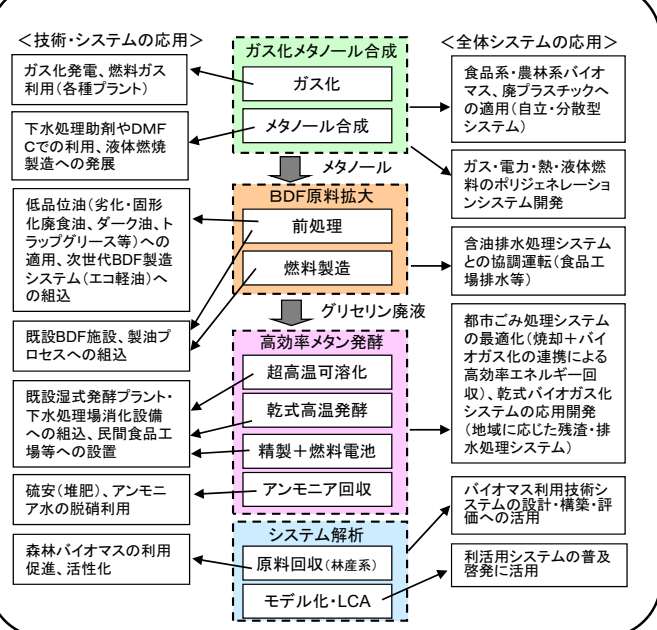 ＜技術・システムの応用＞
ガス化発電、燃料ガス
利用（各種プラント）
下水処理助剤やDMF
Cでの利用、液体燃焼
製造への発展
低品位油（劣化・固形
化廃食油、ダーク油、ト
ラップグリース等）への
適用、次世代BDF製造
システム（エコ軽油）へ
の組込
既設BDF施設、製油プ
ロセスへの組込
既設湿式発酵プラント・
下水処理場消化設備
への組込、民間食品工
場等への設置
硫安（堆肥）、アンモニ
ア水の脱硝利用
森林バイオマスの利用
促進、活性化
ガス化メタノール合成
ガス化
メタノール合成
メタノール
BDF原料拡大
前処理
燃料製造
グリセリン廃液
高効率メタン発酵
超高温可溶化
乾式高温発酵
精製＋燃料電池
アンモニア回収
システム解析
原料回収（林産系）
モデル化・LCA
＜全体システムの応用＞
食品系・農林系バイオ
マス、廃プラスチックへ
の適用（自立・分散型
システム）
ガス・電力・熱・液体燃
料のポリジェネレーショ
ンシステム開発
含油排水処理システム
との協調運転（食品工
場排水等）
都市ごみ処理システム
の最適化（焼却＋バイ
オガス化の連携による
高効率エネルギー回
収）、乾式バイオガス化
システムの応用開発
（地域に応じた残渣・排
水処理システム）
バイオマス利用技術シ
ステムの設計・構築・評
価への活用
利活用システムの普及
啓発に活用